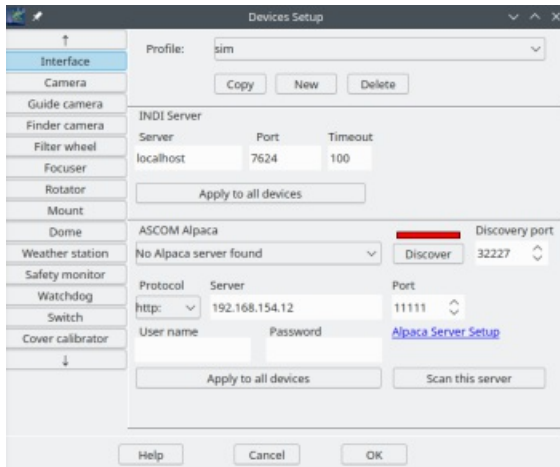 Devices Setup
↑
Interface
Camera
Guide camera
Finder camera
Filter wheel
Focuser
Rotator
Mount
Dome
Weather station
Safety monitor
Watchdog
Switch
Cover calibrator
↓
Profile: sim
Copy New Delete
INDI Server
Server Port Timeout
localhost 7624 100
Apply to all devices
ASCOM Alpaca Discovery port
No Alpaca server found Discover 32227
Protocol Server Port
http: 192.168.154.12 11111
User name Password Alpaca Server Setup
Apply to all devices Scan this server
Help Cancel OK